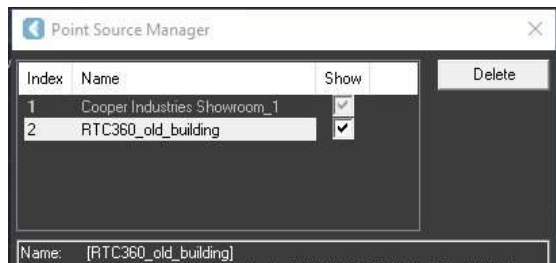 Point Source Manager
Index Name Show
Delete
1 Cooper Industries Showroom_1
2 RTC360_old_building
Name: [RTC360_old_building]